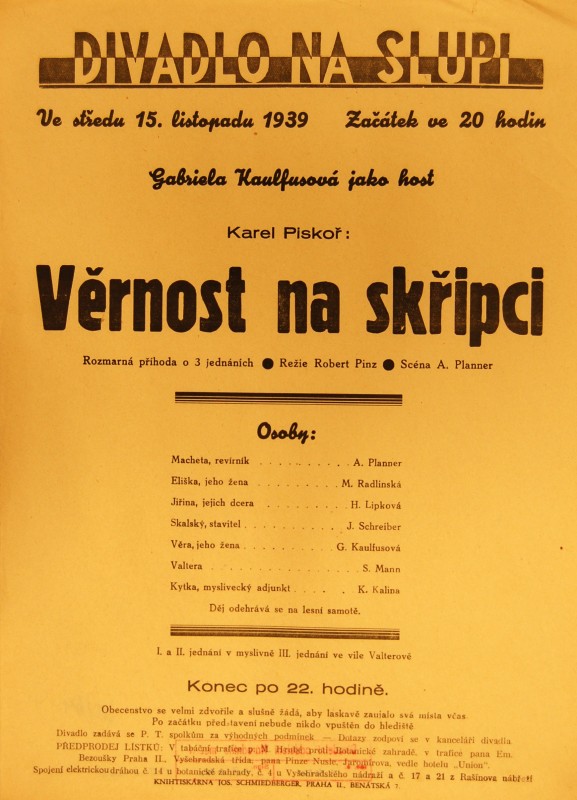 DIVADLO NA SLUPI
Ve středu 15. listopadu 1939 Začátek ve 20 hodin
Gabriela Kaulfusová jako host
Karel Piskoř:
Věrnost na skřipci
Rozmarná příhoda o 3 jednáních ● Režie Robert Pinz ● Scéna A. Planner
Osoby:
Macheta, revírník . . . . . . . . . . A. Planner
Eliška, jeho žena . . . . . . . . . M. Radlinská
Jiřina, jejich dcera . . . . . . . . . H. Lipková
Skalský, stavitel . . . . . . . . . . J. Schreiber
Věra, jeho žena . . . . . . . . . G. Kaulfusová
Valtera . . . . . . . . . . . . . S. Mann
Kytka, myslivecký adjunkt . . . . . . K. Kalina
Děj odehrává se na lesní samotě.
I. a II. jednání v myslivně III. jednání ve vile Valterové
Konec po 22. hodině.
Obecenstvo se velmi zdvořile a slušně žádá, aby laskavě zaujalo svá místa včas.
Po začátku představení nebude nikdo vpuštěn do hlediště
Divadlo zadává se P. T. spolkům za výhodných podmínek — Dotazy zodpoví se v kanceláři divadla.
PŘEDPRODEJ LÍSTKŮ: V tabáční trafice p. M. proti Botanické zahradě, v trafice pana Em.
Bezoušky Praha II., Vyšehradská třída, pana Pinze Nusle, Jaromírova, vedle hotelu „Union".
Spojení elektrickou dráhou č. 14 u botanické zahrady, č. 4 u Vyšehradského nádraží a č. 17 a 21 z Rašínova nábřeží
KNIHTISKÁRNA JOS. SCHMIEDBERGER, PRAHA II., BENÁTSKÁ 7.